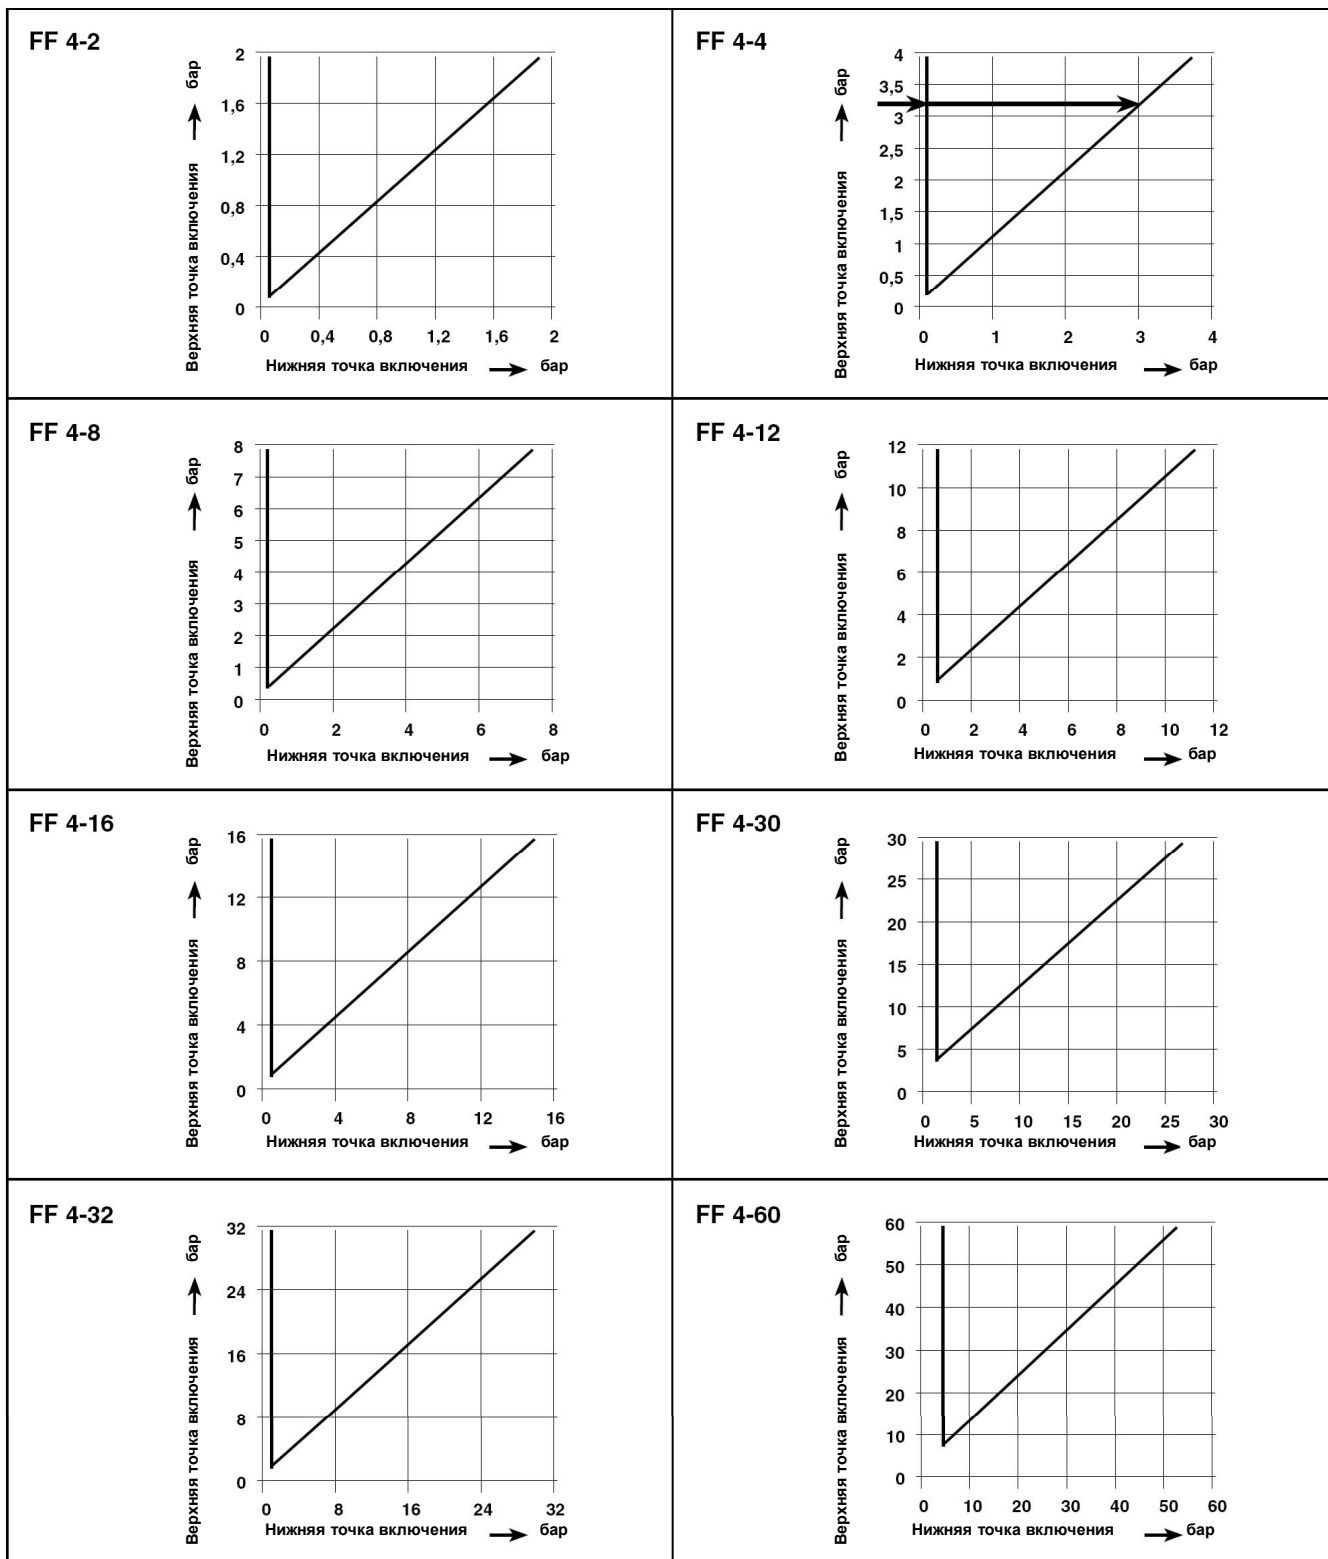 FF 4-2
бар
Верхняя точка включения
2
1,6
1,2
0,8
0,4
0
0 0,4 0,8 1,2 1,6 2
Нижняя точка включения бар
FF 4-4
бар
Верхняя точка включения
4
3,5
3
2,5
2
1,5
1
0,5
0
0 1 2 3 4
Нижняя точка включения бар
FF 4-8
бар
Верхняя точка включения
8
7
6
5
4
3
2
1
0
0 2 4 6 8
Нижняя точка включения бар
FF 4-12
бар
Верхняя точка включения
12
10
8
6
4
2
0
0 2 4 6 8 10 12
Нижняя точка включения бар
FF 4-16
бар
Верхняя точка включения
16
12
8
4
0
0 4 8 12 16
Нижняя точка включения бар
FF 4-30
бар
Верхняя точка включения
30
25
20
15
10
5
0
0 5 10 15 20 25 30
Нижняя точка включения бар
FF 4-32
бар
Верхняя точка включения
32
24
16
8
0
0 8 16 24 32
Нижняя точка включения бар
FF 4-60
бар
Верхняя точка включения
60
50
40
30
20
10
0
0 10 20 30 40 50 60
Нижняя точка включения бар